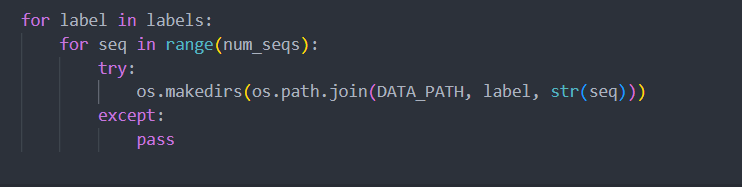 for label in labels:
    for seq in range(num_seqs):
        try:
            os.makedirs(os.path.join(DATA_PATH, label, str(seq)))
        except:
            pass